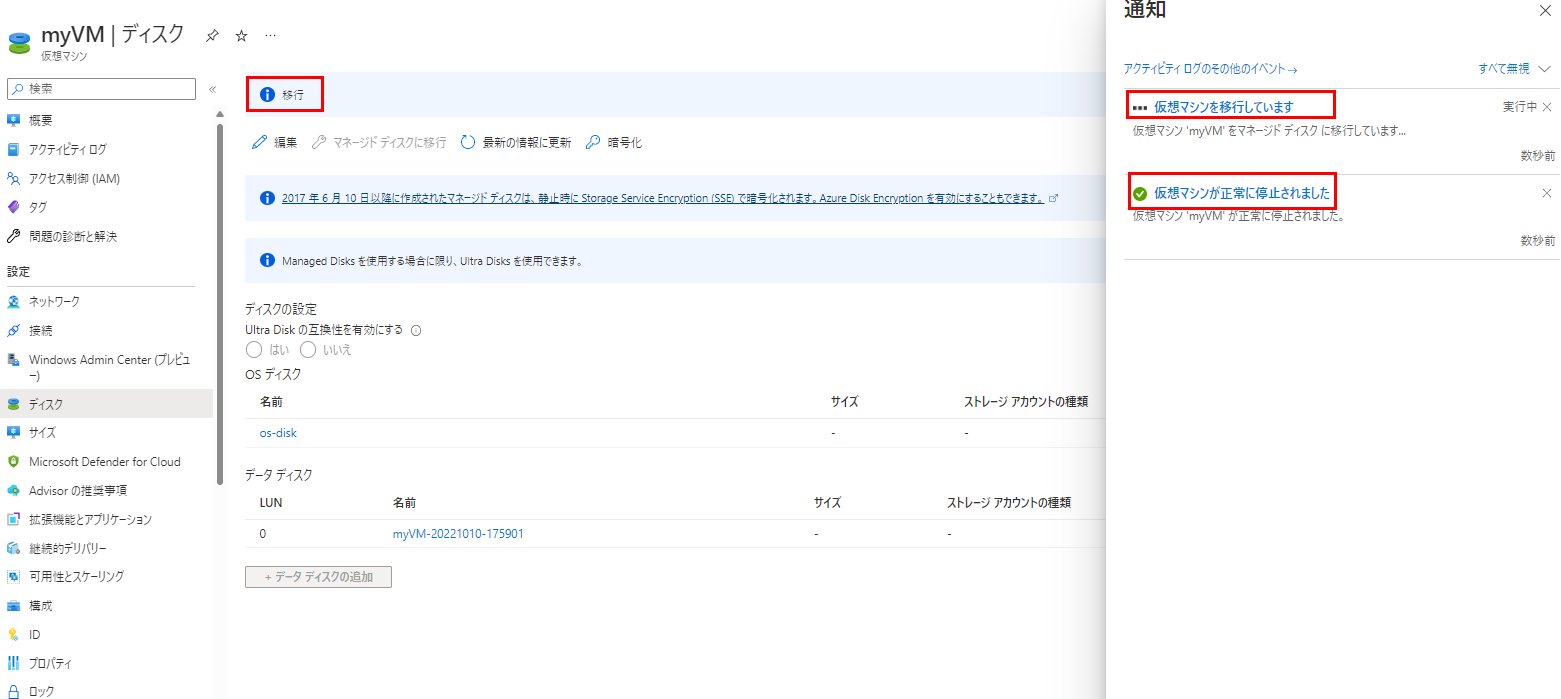 myVM | ディスク
仮想マシン
検索
概要
アクティビティ ログ
アクセス制御 (IAM)
タグ
問題の診断と解決
設定
ネットワーク
接続
Windows Admin Center (プレビュ
ー)
ディスク
サイズ
Microsoft Defender for Cloud
Advisor の推奨事項
拡張機能とアプリケーション
継続的デリバリー
可用性とスケーリング
構成
ID
プロパティ
ロック
移行
編集 マネージド ディスクに移行 最新の情報に更新 暗号化
2017 年 6 月 10 日以降に作成されたマネージド ディスクは、静止時に Storage Service Encryption (SSE) で暗号化されます。Azure Disk Encryption を有効にすることもできます。
Managed Disks を使用する場合に限り、Ultra Disks を使用できます。
ディスクの設定
Ultra Disk の互換性を有効にする
はい いいえ
OS ディスク
名前 サイズ ストレージ アカウントの種類
os-disk - -
データ ディスク
LUN 名前 サイズ ストレージ アカウントの種類
0 myVM-20221010-175901 - -
+ データ ディスクの追加
通知
アクティビティ ログのその他のイベント → すべて無視
仮想マシンを移行しています 実行中
仮想マシン 'myVM' をマネージド ディスク に移行しています...
数秒前
仮想マシンが正常に停止されました
仮想マシン 'myVM' が正常に停止されました。
数秒前